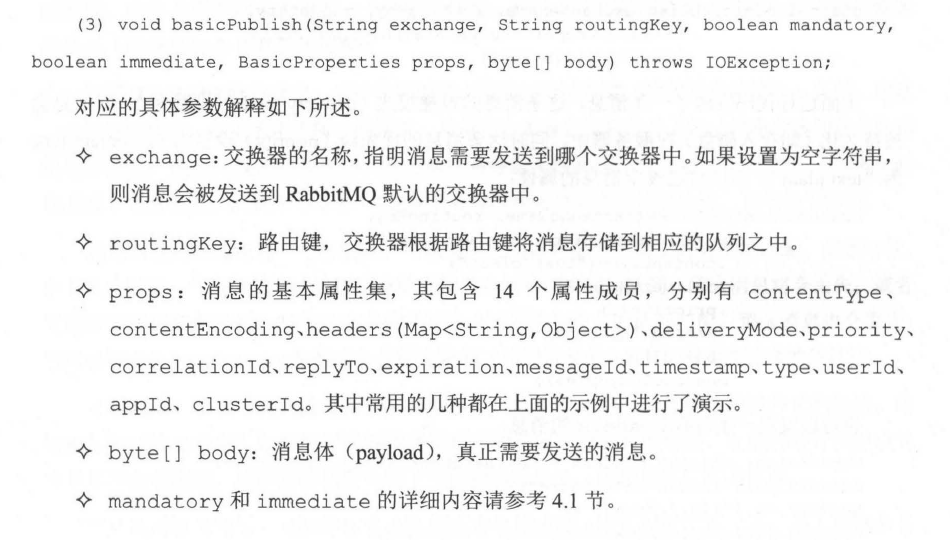 (3) void basicPublish(String exchange, String routingKey, boolean mandatory,
boolean immediate, BasicProperties props, byte[] body) throws IOException;
对应的具体参数解释如下所述。
✧ exchange:交换器的名称,指明消息需要发送到哪个交换器中。如果设置为空字符串,
则消息会被发送到 RabbitMQ 默认的交换器中。
✧ routingKey:路由键,交换器根据路由键将消息存储到相应的队列之中。
✧ props:消息的基本属性集,其包含 14 个属性成员,分别有 contentType、
contentEncoding、headers(Map<String,Object>)、deliveryMode、priority、
correlationId、replyTo、expiration、messageId、timestamp、type、userId、
appId、clusterId。其中常用的几种都在上面的示例中进行了演示。
✧ byte[] body:消息体(payload),真正需要发送的消息。
✧ mandatory 和 immediate 的详细内容请参考 4.1 节。